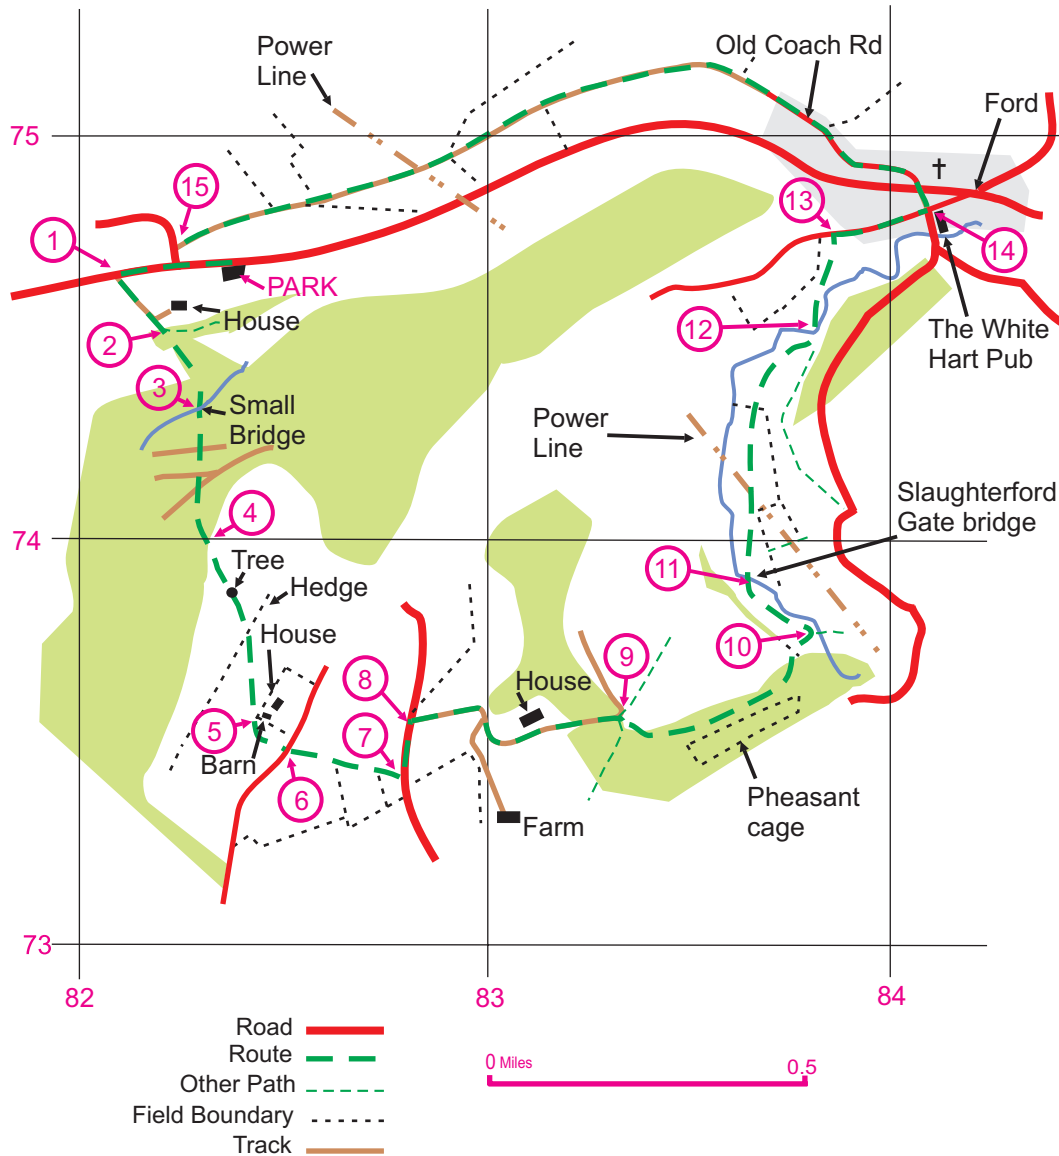 Power
Line
Old Coach Rd
Ford
75
15
1
13
14
PARK
House
2
12
The White
Hart Pub
3
Small
Bridge
Power
Line
Slaughterford
Gate bridge
4
74
Tree
Hedge
11
House
10
9
8
House
5
7
Barn
6
Pheasant
cage
Farm
73
82
83
84
Road
Route
Other Path
Field Boundary
Track
0 Miles
0.5